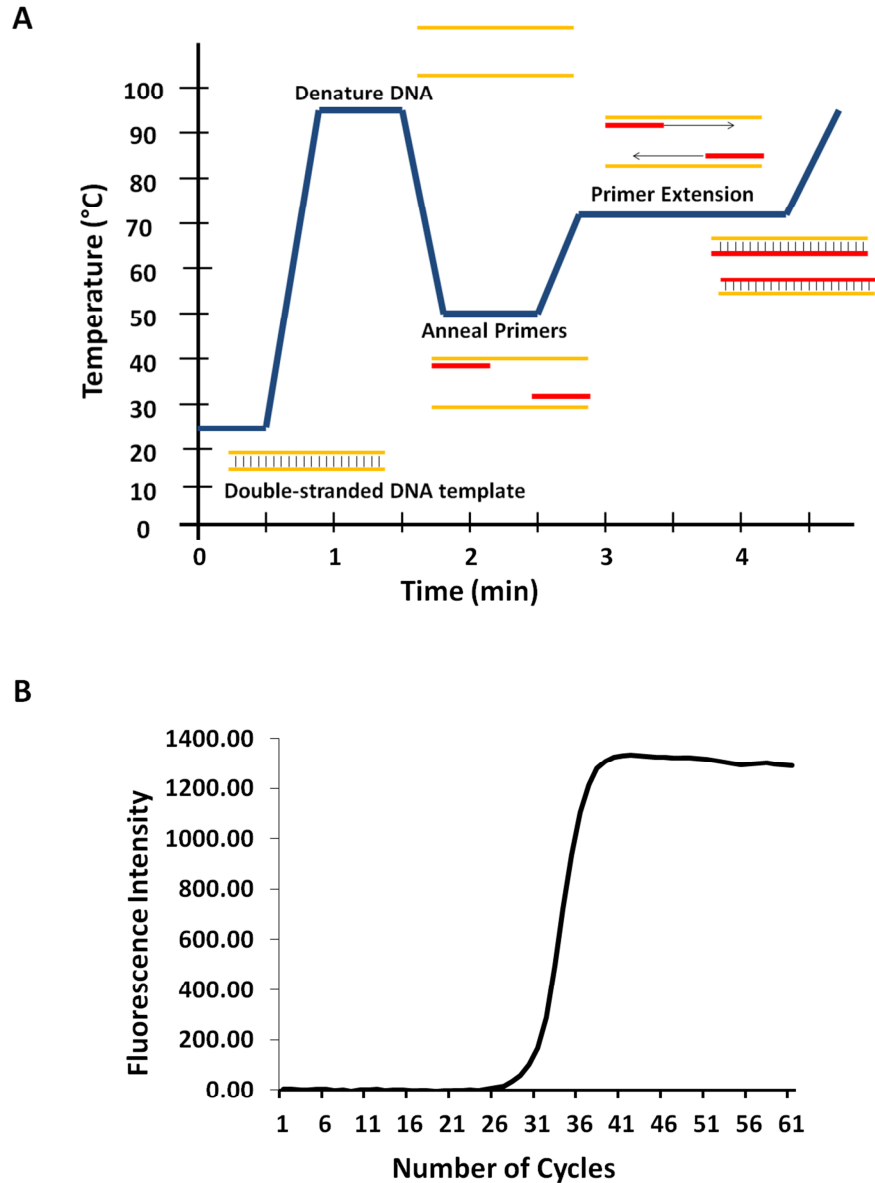 A
Temperature (°C)
100
90
80
70
60
50
40
30
20
10
0
Denature DNA
Primer Extension
Anneal Primers
Double-stranded DNA template
0 1 2 3 4
Time (min)
B
Fluorescence Intensity
1400.00
1200.00
1000.00
800.00
600.00
400.00
200.00
0.00
1 6 11 16 21 26 31 36 41 46 51 56 61
Number of Cycles